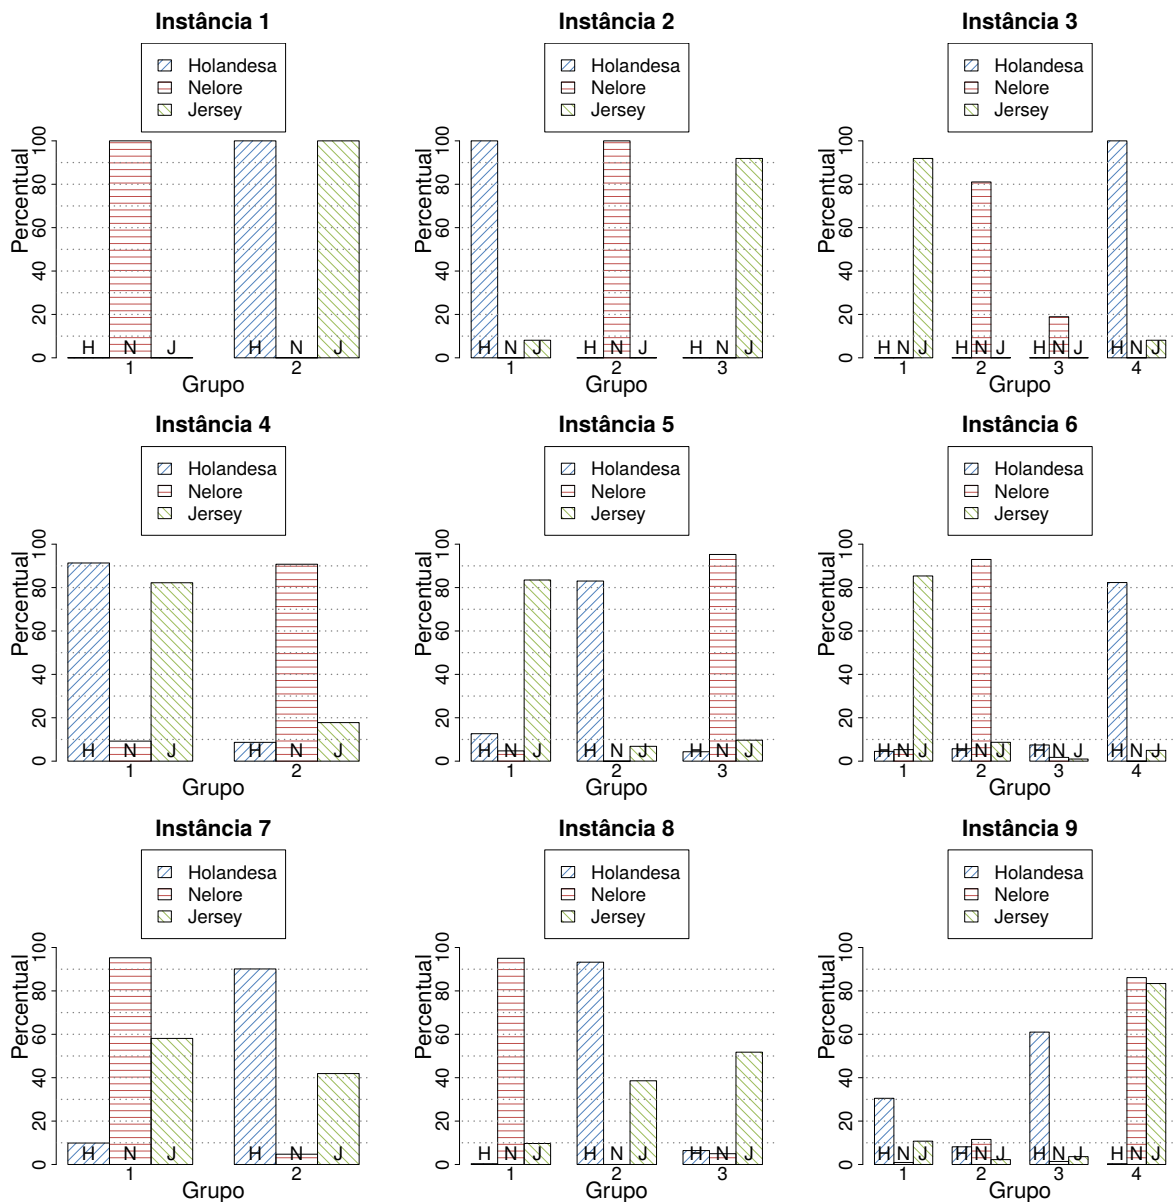 Instância 1
Holandesa
Nelore
Jersey
Percentual
0 20 40 60 80 100
H N J H N J
1 2
Grupo
Instância 2
Holandesa
Nelore
Jersey
Percentual
0 20 40 60 80 100
H N J H N J H N J
1 2 3
Grupo
Instância 3
Holandesa
Nelore
Jersey
Percentual
0 20 40 60 80 100
H N J H N J H N J H N J
1 2 3 4
Grupo
Instância 4
Holandesa
Nelore
Jersey
Percentual
0 20 40 60 80 100
H N J H N J
1 2
Grupo
Instância 5
Holandesa
Nelore
Jersey
Percentual
0 20 40 60 80 100
H N J H N J H N J
1 2 3
Grupo
Instância 6
Holandesa
Nelore
Jersey
Percentual
0 20 40 60 80 100
H N J H N J H N J H N J
1 2 3 4
Grupo
Instância 7
Holandesa
Nelore
Jersey
Percentual
0 20 40 60 80 100
H N J H N J
1 2
Grupo
Instância 8
Holandesa
Nelore
Jersey
Percentual
0 20 40 60 80 100
H N J H N J H N J
1 2 3
Grupo
Instância 9
Holandesa
Nelore
Jersey
Percentual
0 20 40 60 80 100
H N J H N J H N J H N J
1 2 3 4
Grupo